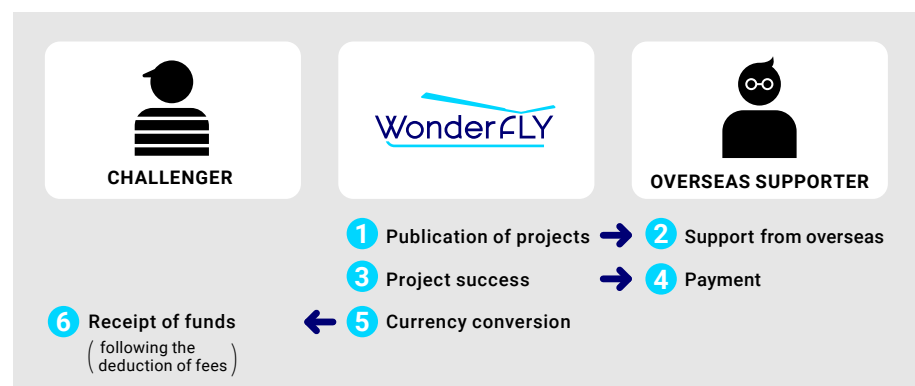 CHALLENGER
WonderFLY
OVERSEAS SUPPORTER
1 Publication of projects → 2 Support from overseas
3 Project success → 4 Payment
6 Receipt of funds ← 5 Currency conversion
(following the
deduction of fees)